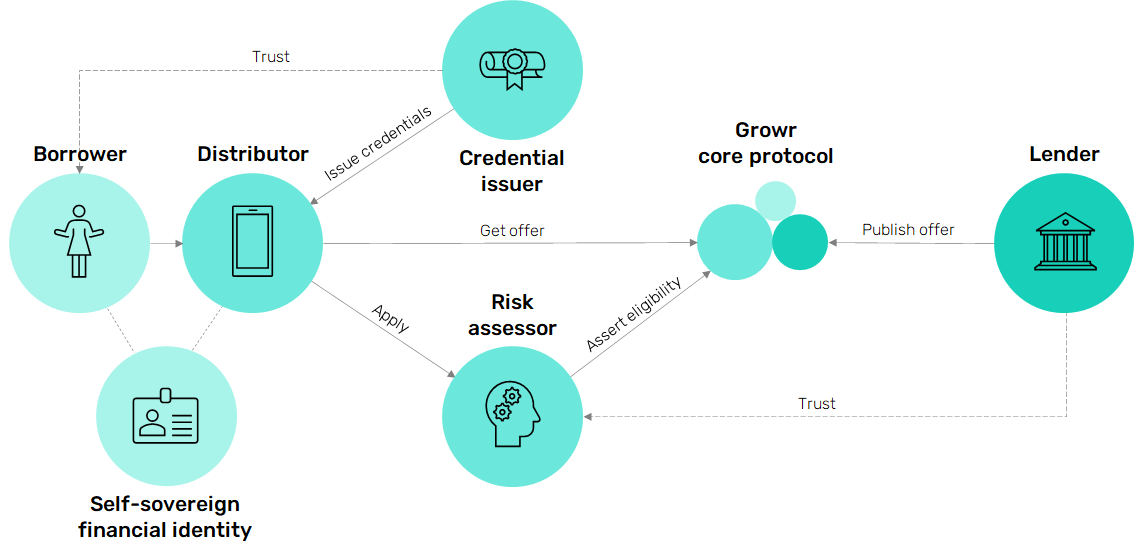 Trust
Issue credentials
Borrower
Distributor
Credential
issuer
Growr
core protocol
Lender
Get offer
Publish offer
Apply
Risk
assessor
Assert eligibility
Trust
Self-sovereign
financial identity